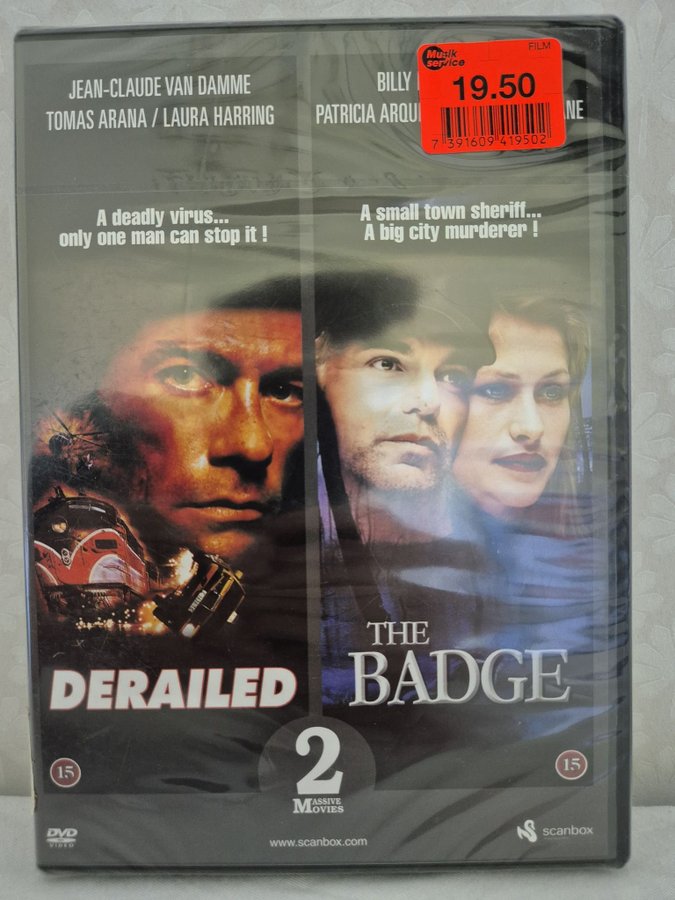 JEAN-CLAUDE VAN DAMME
TOMAS ARANA / LAURA HARRING
BILLY
PATRICIA
Musik
service
FILM
19.50
7 391609 419502
A deadly virus...
only one man can stop it !
A small town sheriff...
A big city murderer !
DERAILED
THE
BADGE
15
2
MASSIVE
MOVIES
15
DVD
VIDEO
www.scanbox.com
scanbox